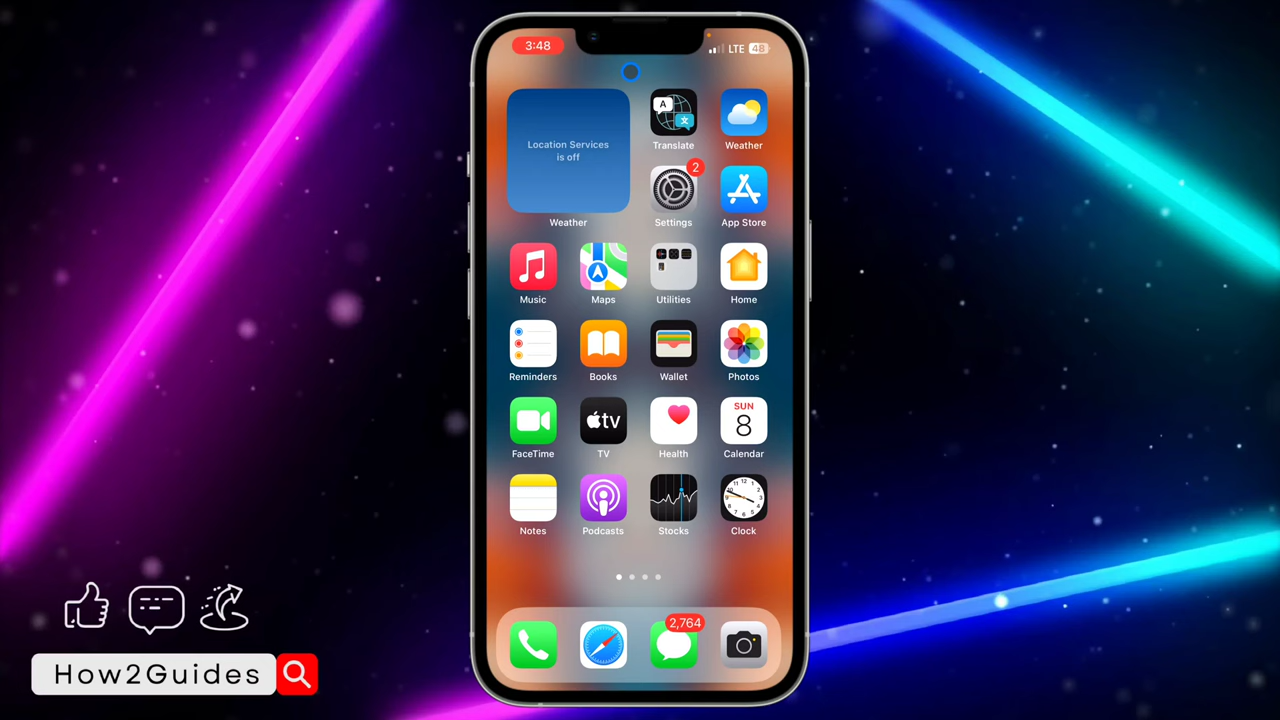 3:48
LTE 48
Location Services
is off
Weather
A
文
Translate
Weather
2
Settings
App Store
Music
Maps
Utilities
Home
Reminders
Books
Wallet
Photos
FaceTime
tv
TV
Health
SUN
8
Calendar
Notes
Podcasts
Stocks
Clock
2,764
How2Guides